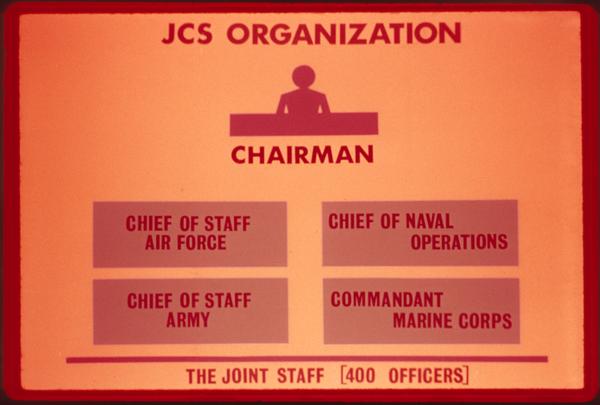 JCS ORGANIZATION
CHAIRMAN
CHIEF OF STAFF
AIR FORCE
CHIEF OF NAVAL
OPERATIONS
CHIEF OF STAFF
ARMY
COMMANDANT
MARINE CORPS
THE JOINT STAFF [400 OFFICERS]